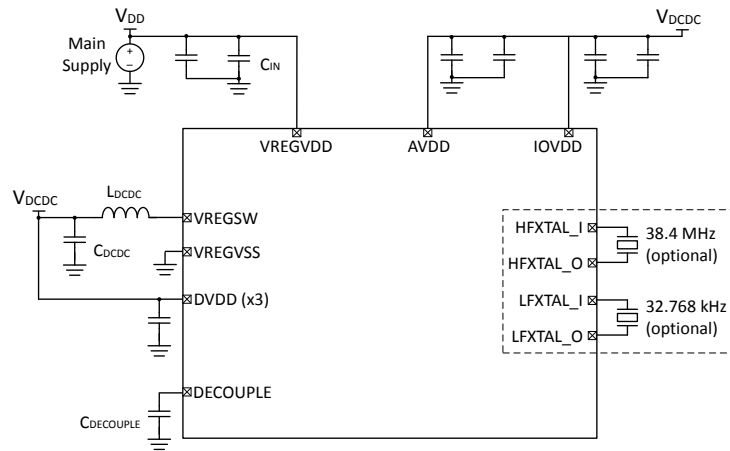 VDD
VDCDC
Main
Supply
+
−
CIN
VREGVDD
AVDD
IOVDD
VDCDC
LDCDC
VREGSW
CDCDC
VREGVSS
DVDD (x3)
DECOUPLE
CDECOUPLE
HFXTAL_I
38.4 MHz
(optional)
HFXTAL_O
LFXTAL_I
32.768 kHz
(optional)
LFXTAL_O